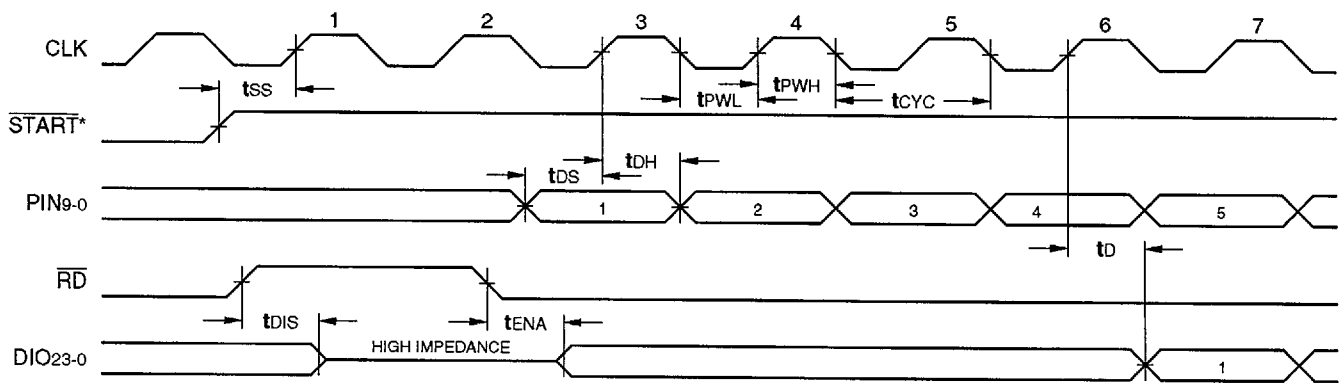 1 2 3 4 5 6 7
CLK
tSS tPWL tPWH tCYC
START*
tDS tDH
PIN9-0 1 2 3 4 5
tD
RD
tDIS tENA
DIO23-0 HIGH IMPEDANCE 1